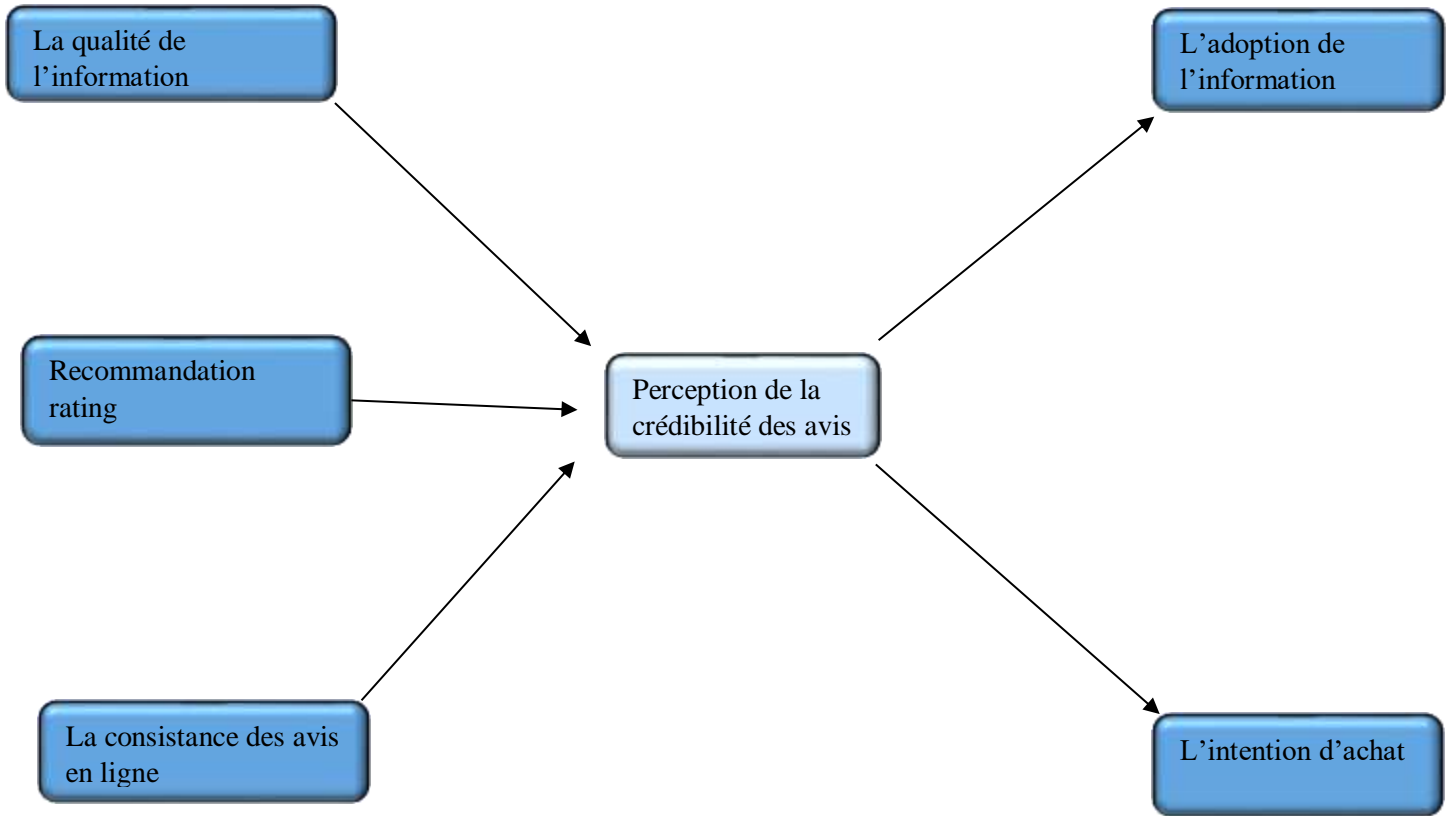 La qualité de
l’information
L’adoption de
l’information
Recommandation
rating
Perception de la
crédibilité des avis
La consistance des avis
en ligne
L’intention d’achat